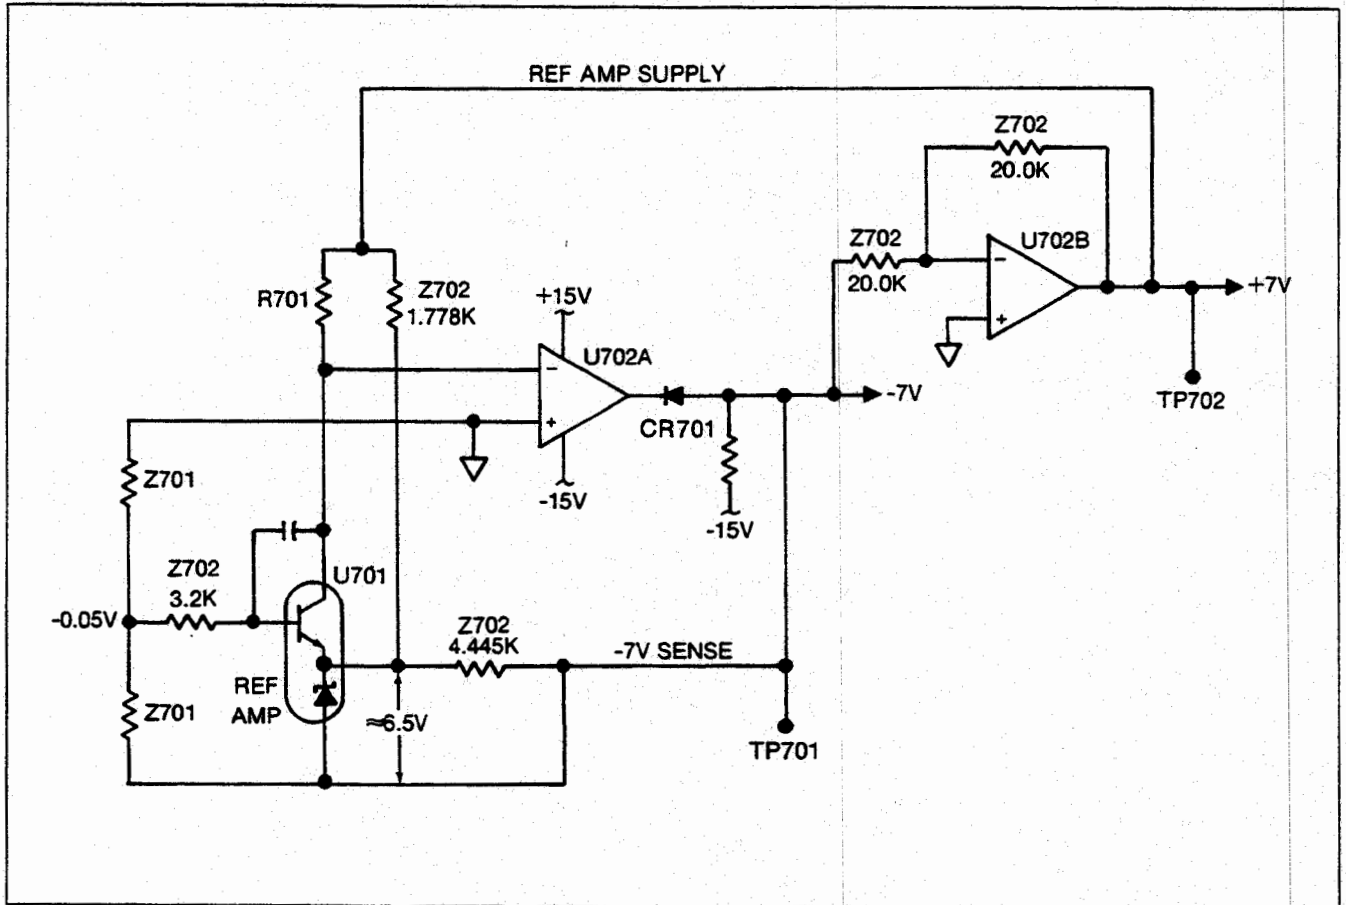 REF AMP SUPPLY
Z702
20.0K
Z702
20.0K
U702B
−
+
+7V
TP702
R701
Z702
1.778K
+15V
U702A
−
+
-15V
CR701
-7V
-15V
Z701
Z702
3.2K
U701
-0.05V
Z702
4.445K
-7V SENSE
REF
AMP
Z701
≈6.5V
TP701